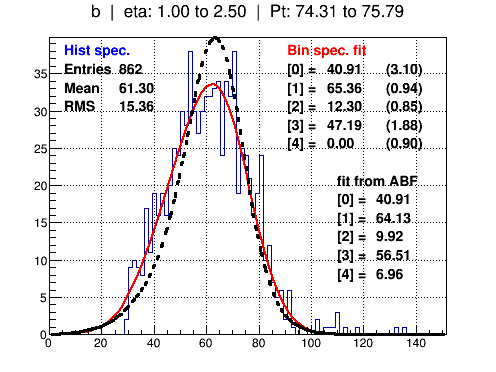 b | eta: 1.00 to 2.50 | Pt: 74.31 to 75.79
Hist spec.
Entries 862
Mean 61.30
RMS 15.36
Bin spec. fit
[0] = 40.91 (3.10)
[1] = 65.36 (0.94)
[2] = 12.30 (0.85)
[3] = 47.19 (1.88)
[4] = 0.00 (0.90)
fit from ABF
[0] = 40.91
[1] = 64.13
[2] = 9.92
[3] = 56.51
[4] = 6.96
35
30
25
20
15
10
5
0
0 20 40 60 80 100 120 140